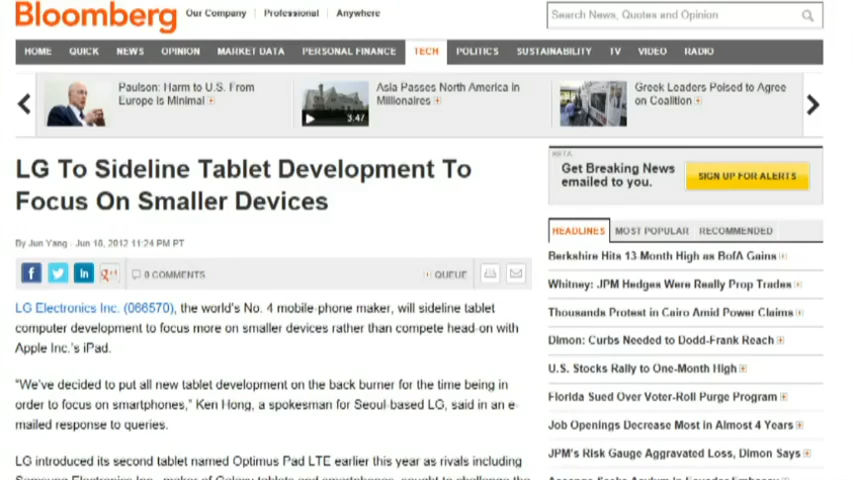 Bloomberg
Our Company | Professional | Anywhere
Search News, Quotes and Opinion
HOME QUICK NEWS OPINION MARKET DATA PERSONAL FINANCE TECH POLITICS SUSTAINABILITY TV VIDEO RADIO
Paulson: Harm to U.S. From
Europe Is Minimal
3:47
Asia Passes North America in
Millionaires
Greek Leaders Poised to Agree
on Coalition
LG To Sideline Tablet Development To
Focus On Smaller Devices
By Jun Yang - Jun 18, 2012 11:24 PM PT
0 COMMENTS
QUEUE
LG Electronics Inc. (066570), the world's No. 4 mobile-phone maker, will sideline tablet
computer development to focus more on smaller devices rather than compete head-on with
Apple Inc.'s iPad.
"We've decided to put all new tablet development on the back burner for the time being in
order to focus on smartphones," Ken Hong, a spokesman for Seoul-based LG, said in an e-
mailed response to queries.
LG introduced its second tablet named Optimus Pad LTE earlier this year as rivals including
BETA
Get Breaking News
emailed to you.
SIGN UP FOR ALERTS
HEADLINES MOST POPULAR RECOMMENDED
Berkshire Hits 13-Month High as BofA Gains
Whitney: JPM Hedges Were Really Prop Trades
Thousands Protest in Cairo Amid Power Claims
Dimon: Curbs Needed to Dodd-Frank Reach
U.S. Stocks Rally to One-Month High
Florida Sued Over Voter-Roll Purge Program
Job Openings Decrease Most in Almost 4 Years
JPM's Risk Gauge Aggravated Loss, Dimon Says